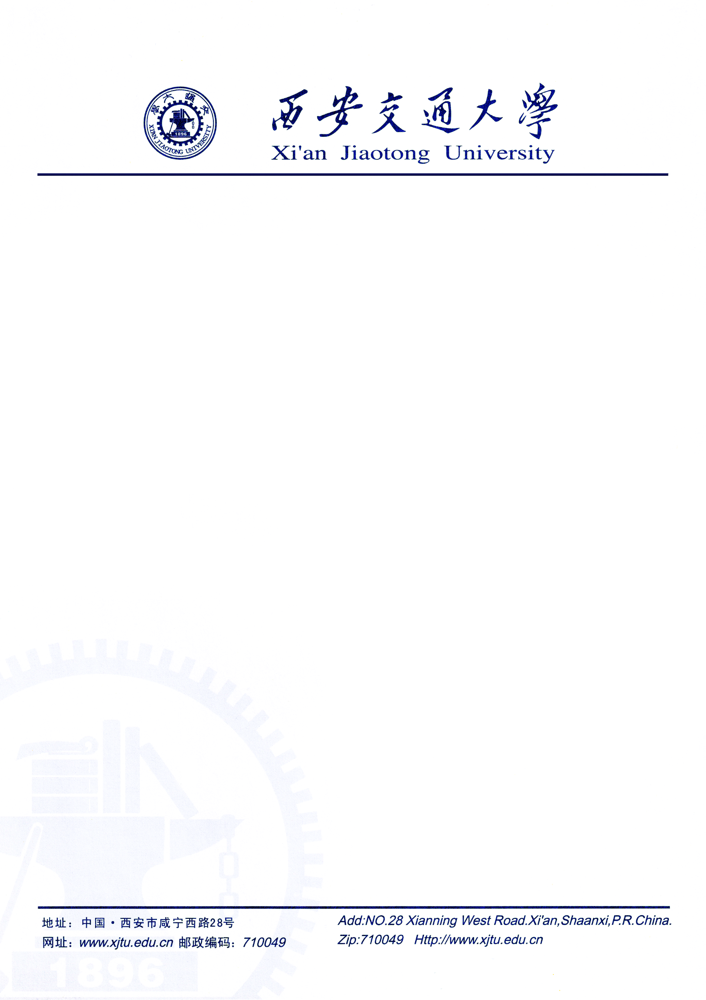 西安交通大學
Xi'an Jiaotong University
交通大學
XI'AN JIAOTONG UNIVERSITY
1896
地址：中国·西安市咸宁西路28号
网址：www.xjtu.edu.cn 邮政编码：710049
Add:NO.28 Xianning West Road.Xi'an,Shaanxi,P.R.China.
Zip:710049 Http://www.xjtu.edu.cn
1896